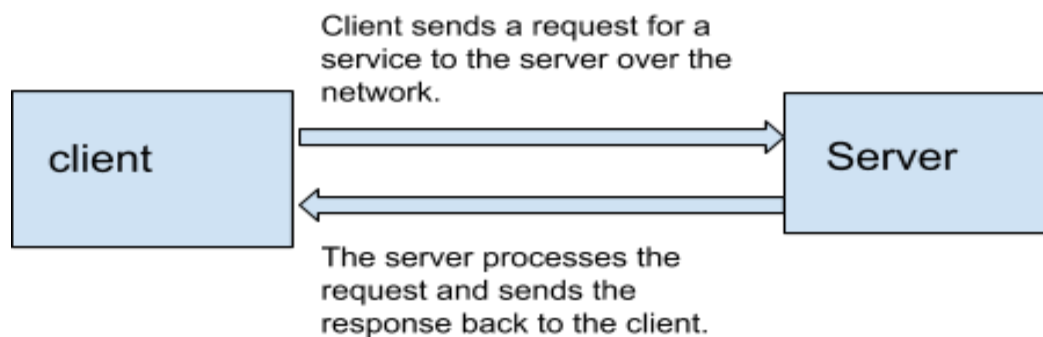 Client sends a request for a
service to the server over the
network.
client
Server
The server processes the
request and sends the
response back to the client.